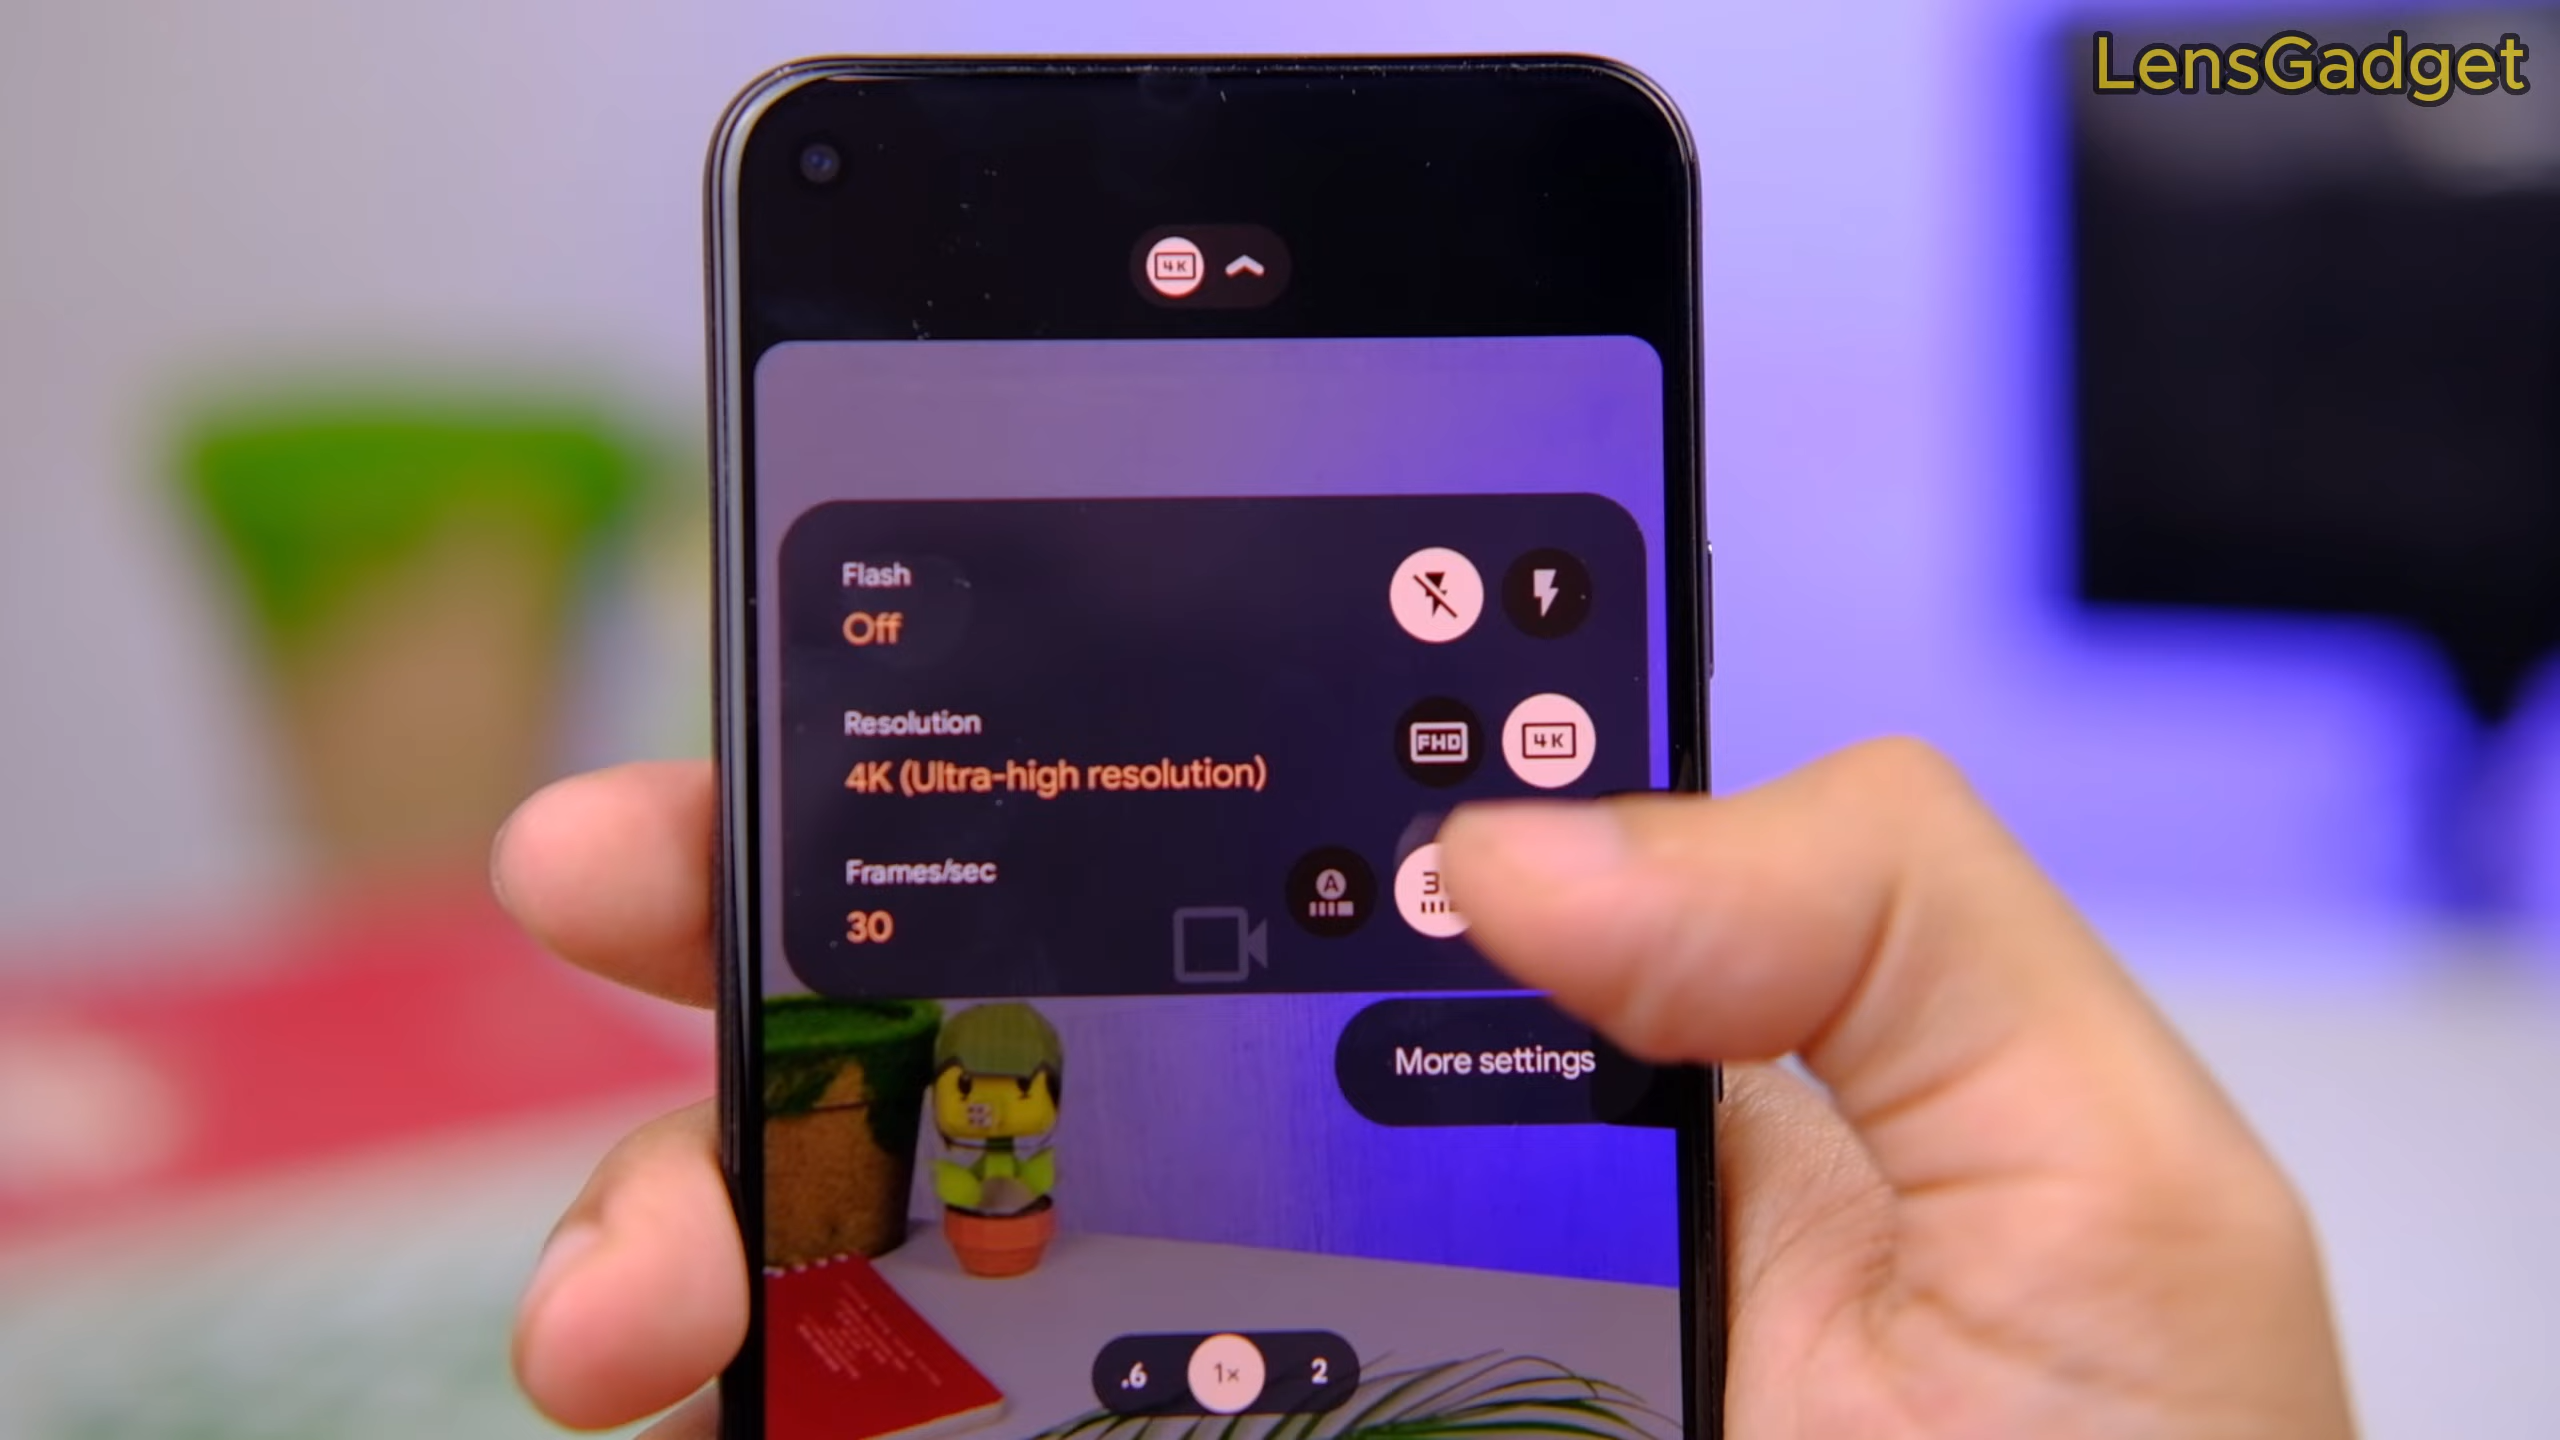 LensGadget
4K
Flash
Off
Resolution
4K (Ultra-high resolution)
FHD
4K
Frames/sec
30
A
More settings
.6
1×
2